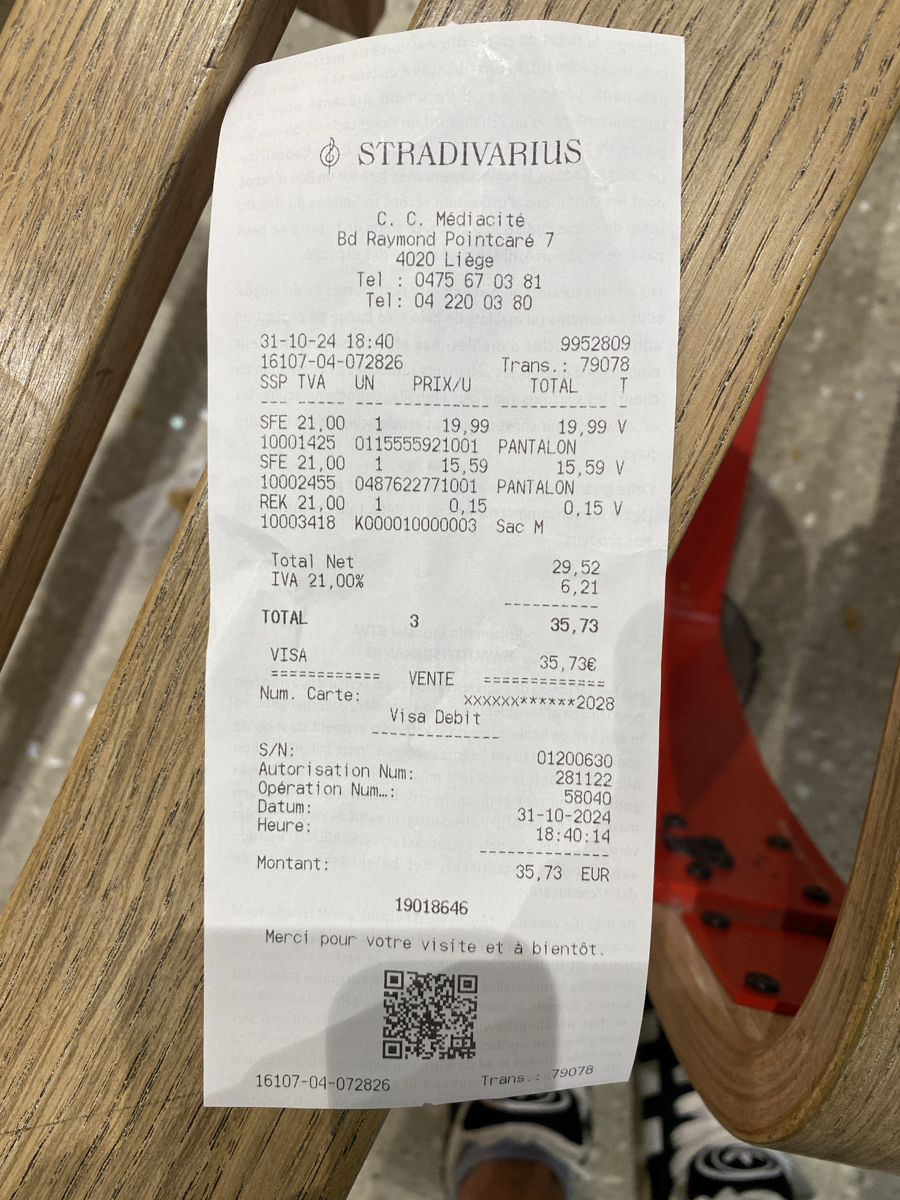 STRADIVARIUS
C. C. Médiacité
Bd Raymond Pointcaré 7
4020 Liège
Tel : 0475 67 03 81
Tel: 04 220 03 80
31-10-24 18:40 9952809
16107-04-072826 Trans.: 79078
SSP TVA UN PRIX/U TOTAL T
--- ------ --- -------- ---------- -
SFE 21,00 1 19,99 19,99 V
10001425 0115555921001 PANTALON
SFE 21,00 1 15,59 15,59 V
10002455 0487622771001 PANTALON
REK 21,00 1 0,15 0,15 V
10003418 K000010000003 Sac M
Total Net 29,52
IVA 21,00% 6,21
----------
TOTAL 3 35,73
VISA 35,73€
============ VENTE =============
Num. Carte: xxxxxx******2028
Visa Debit
--------------
S/N: 01200630
Autorisation Num: 281122
Opération Num…: 58040
Datum: 31-10-2024
Heure: 18:40:14
--------------
Montant: 35,73 EUR
19018646
Merci pour votre visite et à bientôt.
16107-04-072826 Trans.: 79078